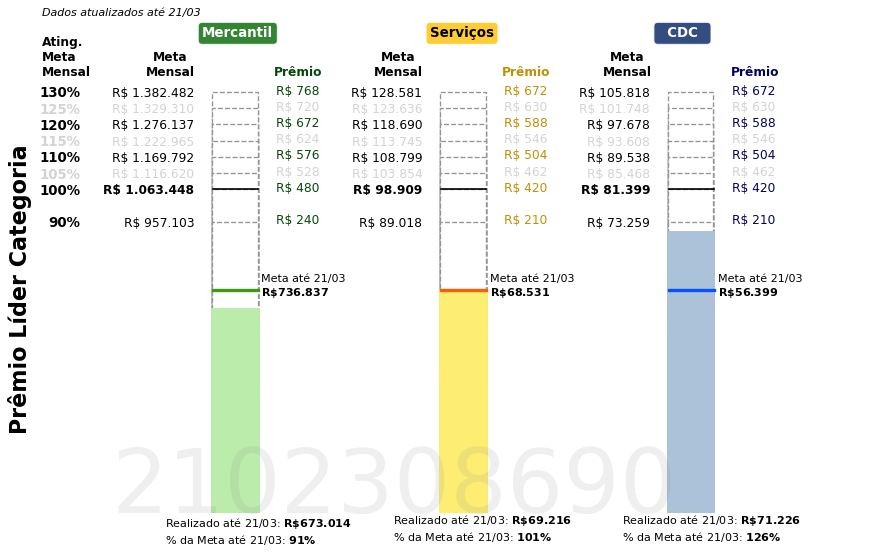 Dados atualizados até 21/03
Mercantil Serviços CDC
Ating. Meta Mensal Meta Mensal Prêmio Meta Mensal Prêmio Meta Mensal Prêmio
130% R$ 1.382.482 R$ 768 R$ 128.581 R$ 672 R$ 105.818 R$ 672
125% R$ 1.329.310 R$ 720 R$ 123.636 R$ 630 R$ 101.748 R$ 630
120% R$ 1.276.137 R$ 672 R$ 118.690 R$ 588 R$ 97.678 R$ 588
115% R$ 1.222.965 R$ 624 R$ 113.745 R$ 546 R$ 93.608 R$ 546
110% R$ 1.169.792 R$ 576 R$ 108.799 R$ 504 R$ 89.538 R$ 504
105% R$ 1.116.620 R$ 528 R$ 103.854 R$ 462 R$ 85.468 R$ 462
100% R$ 1.063.448 R$ 480 R$ 98.909 R$ 420 R$ 81.399 R$ 420
90% R$ 957.103 R$ 240 R$ 89.018 R$ 210 R$ 73.259 R$ 210
Meta até 21/03 Meta até 21/03 Meta até 21/03
R$736.837 R$68.531 R$56.399
Prêmio Líder Categoria
2102308690
Realizado até 21/03: R$673.014 Realizado até 21/03: R$69.216 Realizado até 21/03: R$71.226
% da Meta até 21/03: 91% % da Meta até 21/03: 101% % da Meta até 21/03: 126%